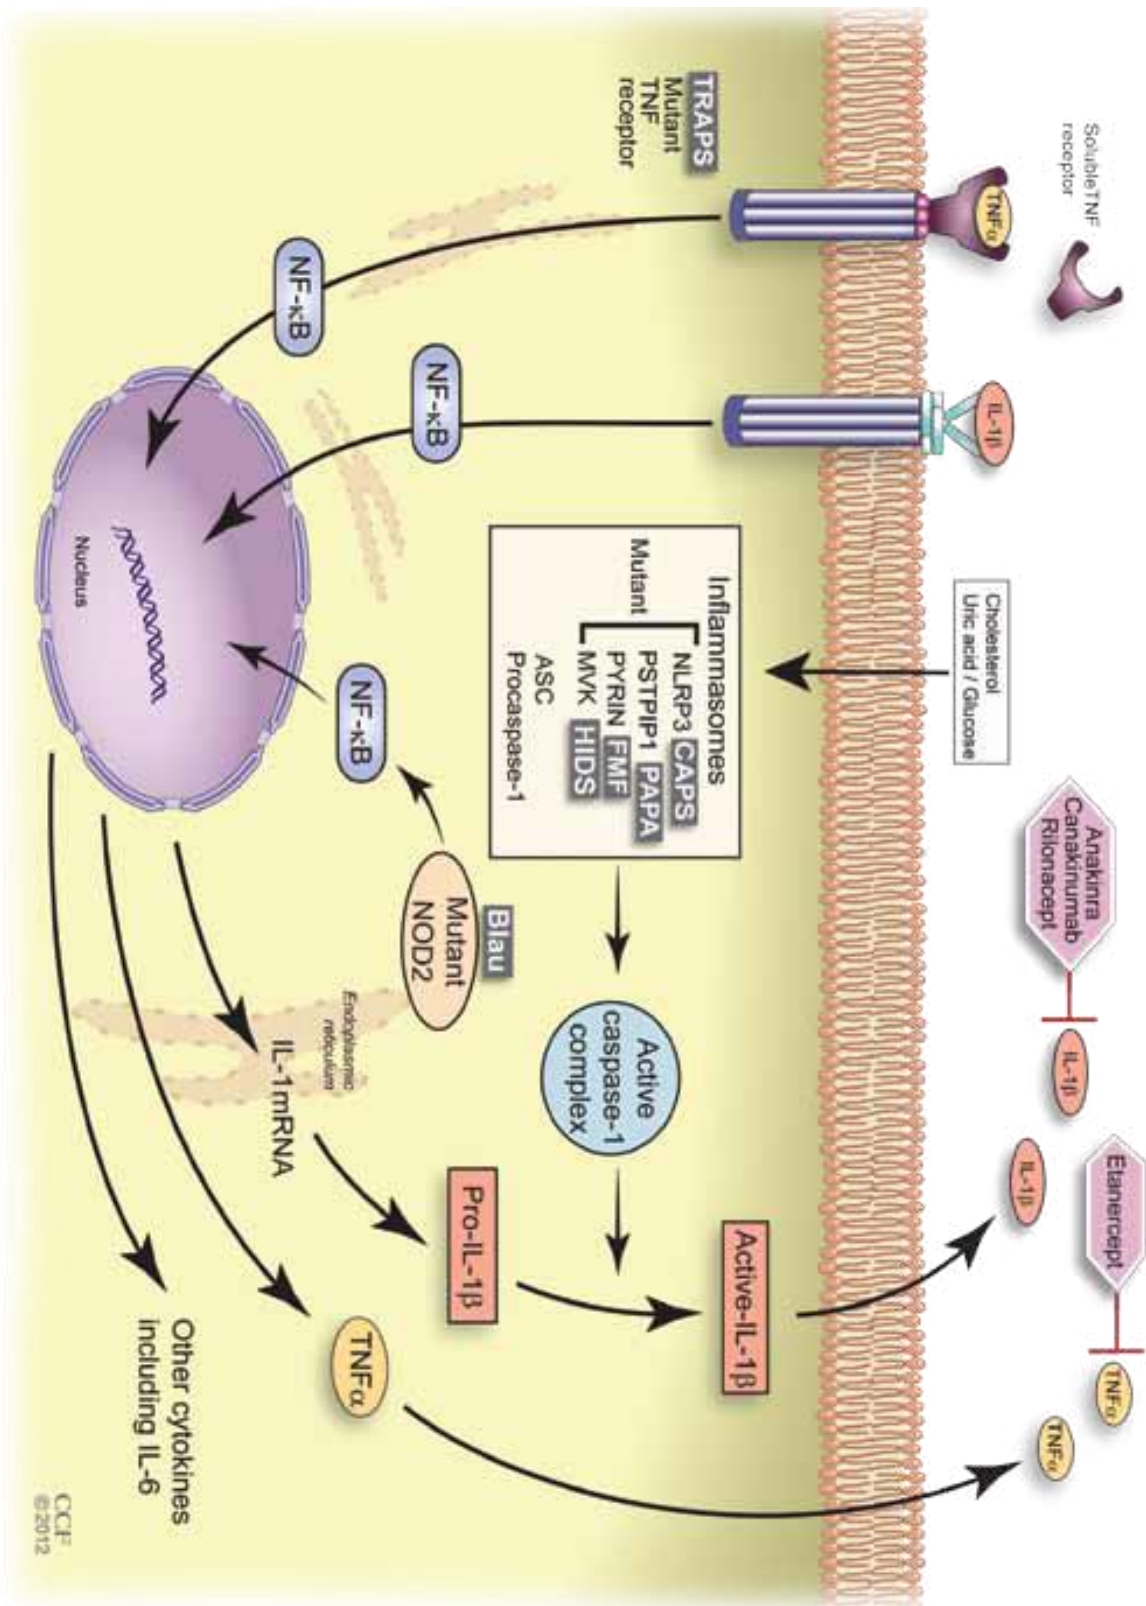 Soluble TNF
receptor
TNFα
IL-1β
Cholesterol
Uric acid / Glucose
Anakinra
Canakinumab
Rilonacept
IL-1β
IL-1β
Etanercept
TNFα
TNFα
TRAPS
Mutant
TNF
receptor
NF-κB
NF-κB
Inflammasomes
Mutant
NLRP3 CAPS
PSTPIP1 PAPA
PYRIN FMF
MVK HIDS
ASC
Procaspase-1
Active
caspase-1
complex
Active-IL-1β
Pro-IL-1β
Blau
Mutant
NOD2
NF-κB
Nucleus
Endoplasmic
reticulum
IL-1mRNA
TNFα
Other cytokines
including IL-6
CCF
©2012